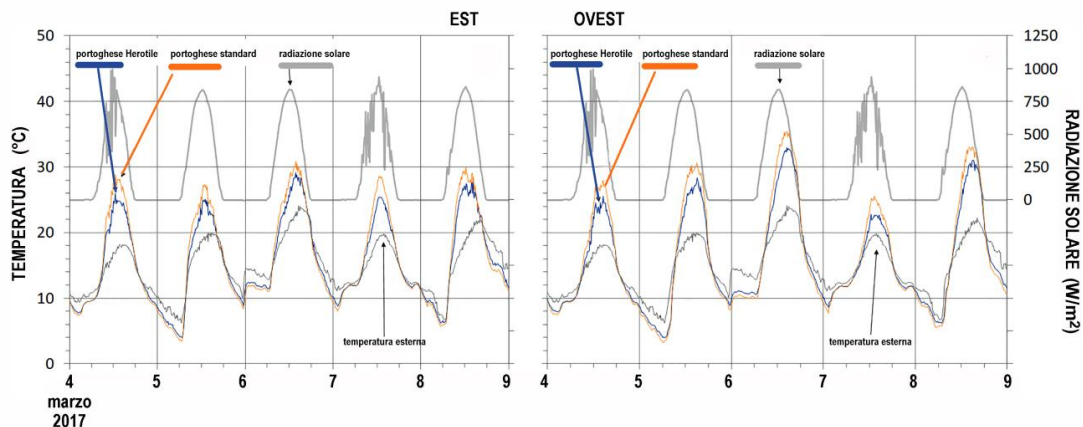 EST
OVEST
50
40
30
20
10
0
TEMPERATURA (°C)
portoghese Herotile
portoghese standard
radiazione solare
temperatura esterna
4
5
6
7
8
9
marzo
2017
portoghese Herotile
portoghese standard
radiazione solare
temperatura esterna
4
5
6
7
8
9
1250
1000
750
500
250
0
RADIAZIONE SOLARE (W/m²)